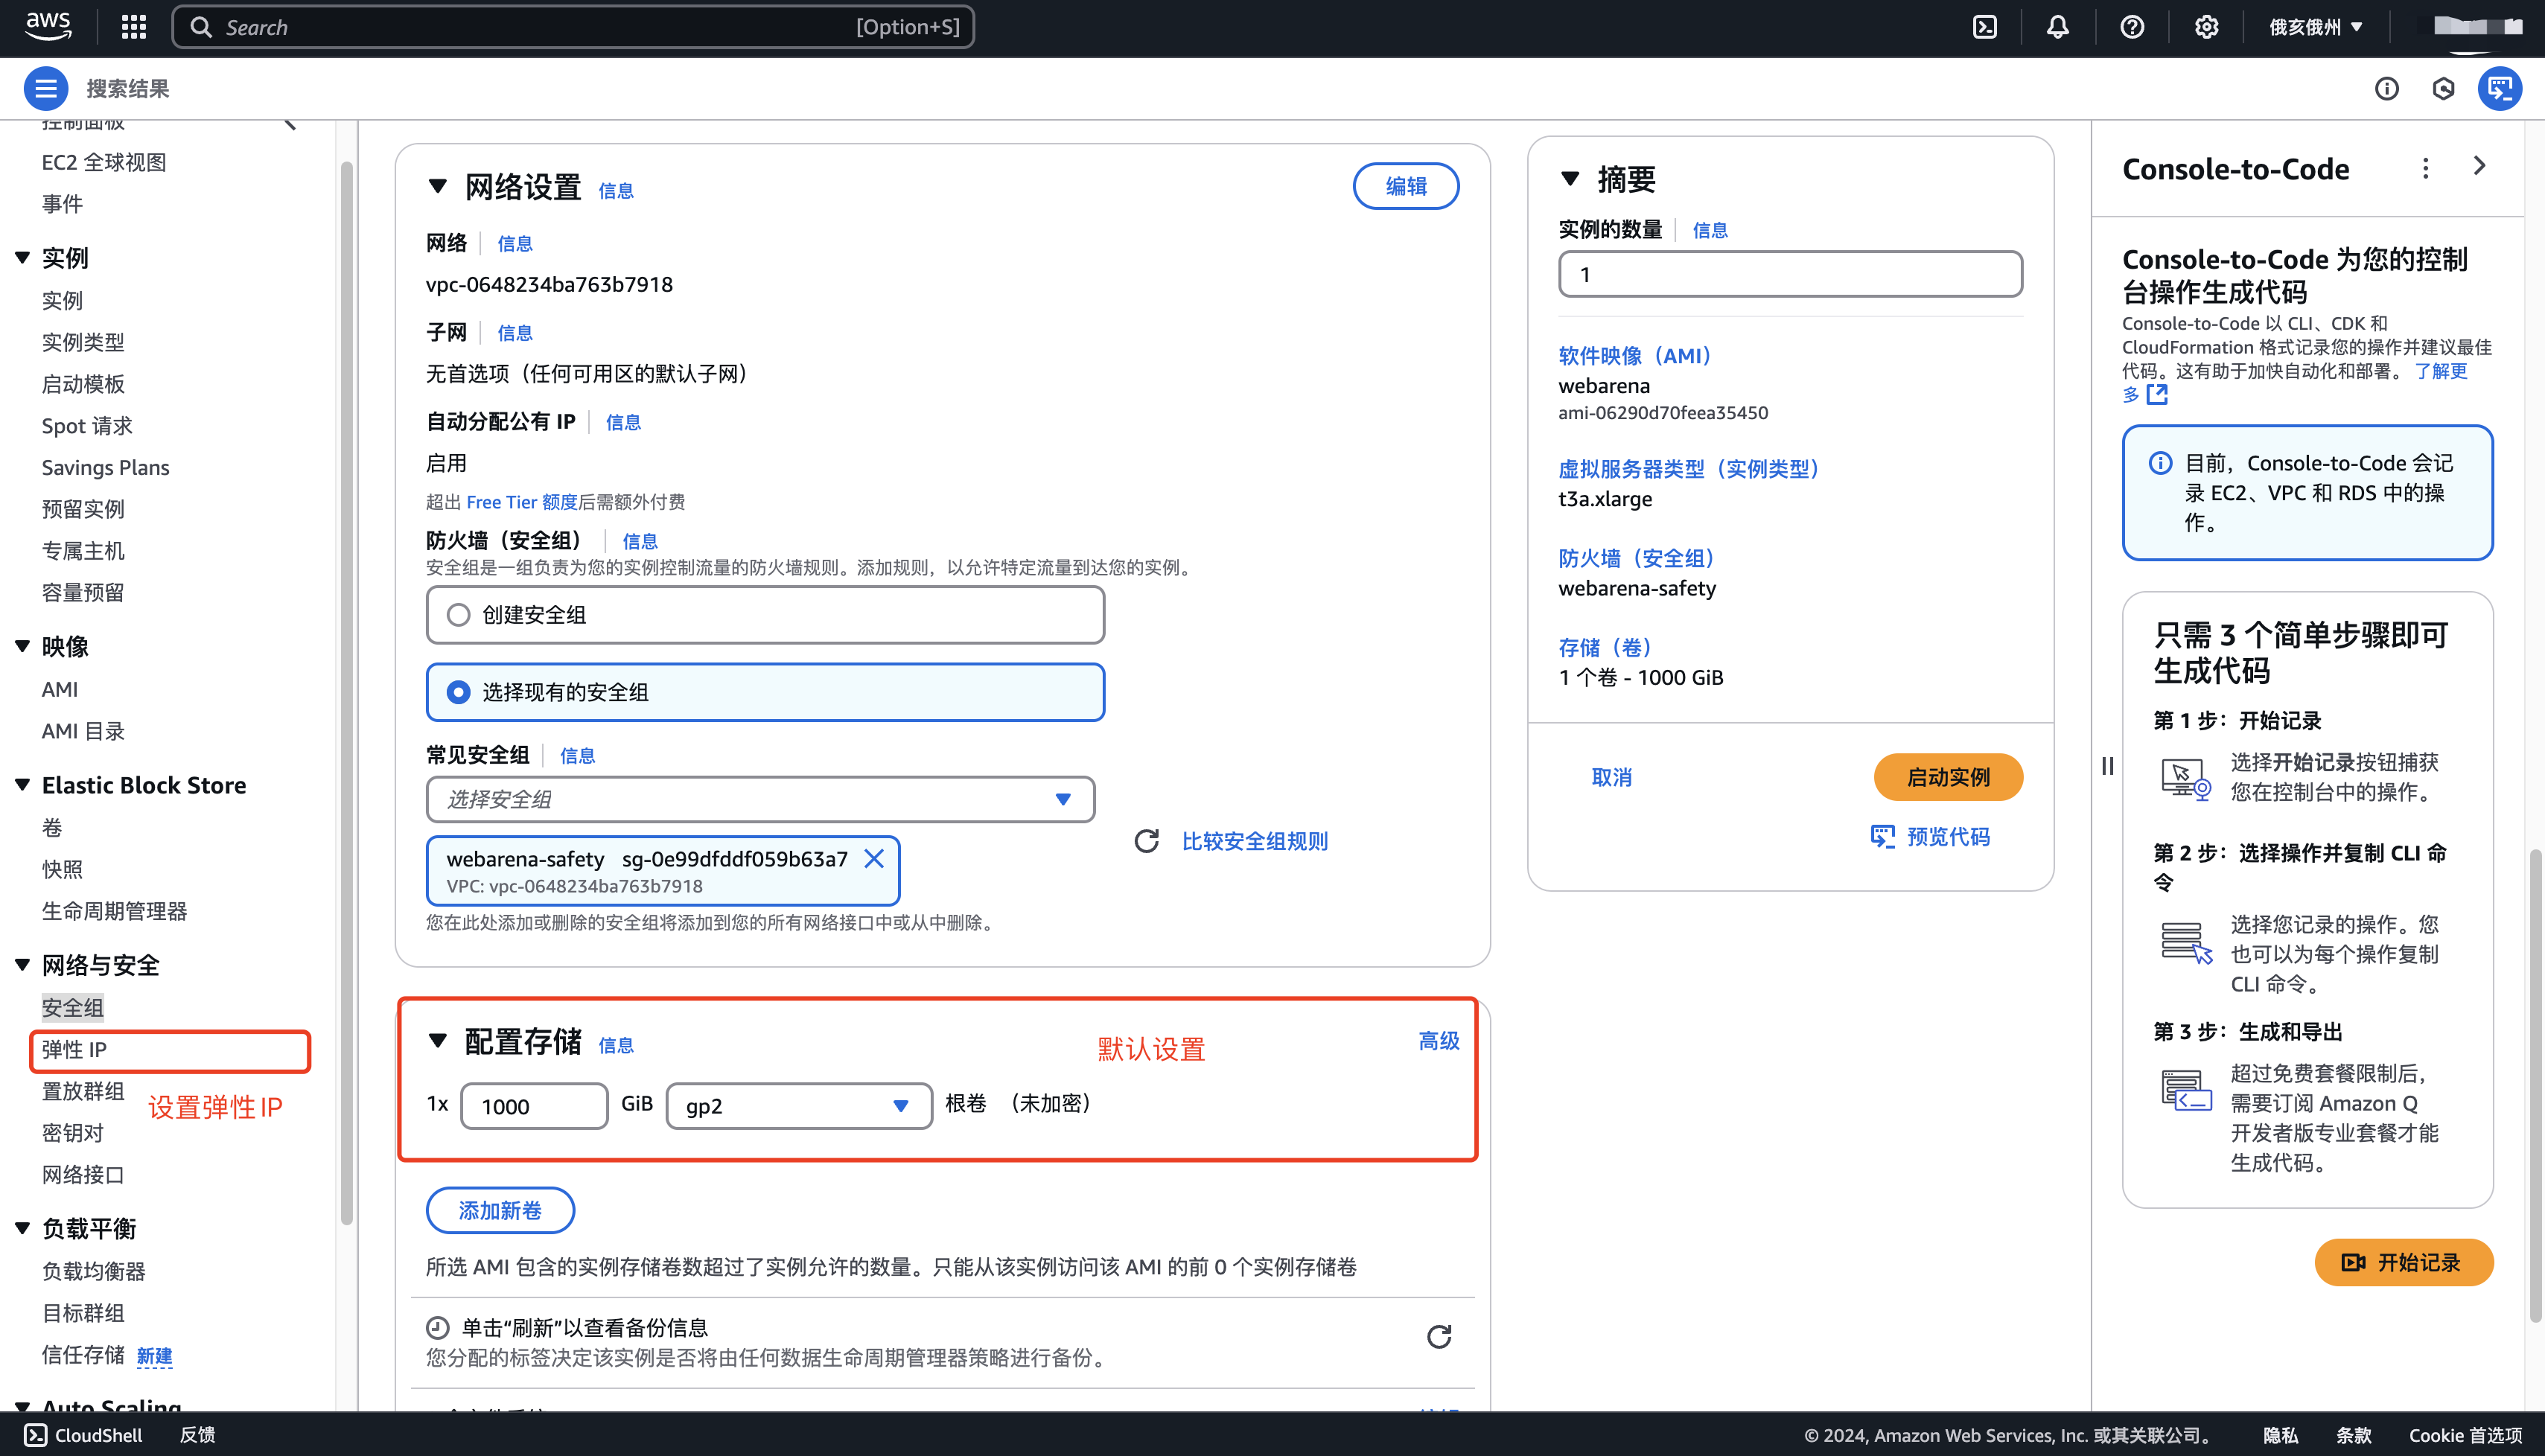 aws
Search
[Option+S]
俄亥俄州
搜索结果
控制面板
EC2 全球视图
事件
实例
实例
实例类型
启动模板
Spot 请求
Savings Plans
预留实例
专属主机
容量预留
映像
AMI
AMI 目录
Elastic Block Store
卷
快照
生命周期管理器
网络与安全
安全组
弹性 IP
置放群组
设置弹性 IP
密钥对
网络接口
负载平衡
负载均衡器
目标群组
信任存储 新建
Auto Scaling
网络设置 信息
编辑
网络 信息
vpc-0648234ba763b7918
子网 信息
无首选项（任何可用区的默认子网）
自动分配公有 IP 信息
启用
超出 Free Tier 额度后需额外付费
防火墙（安全组） 信息
安全组是一组负责为您的实例控制流量的防火墙规则。添加规则，以允许特定流量到达您的实例。
创建安全组
选择现有的安全组
常见安全组 信息
选择安全组
webarena-safety sg-0e99dfddf059b63a7
VPC: vpc-0648234ba763b7918
比较安全组规则
您在此处添加或删除的安全组将添加到您的所有网络接口中或从中删除。
配置存储 信息
默认设置
高级
1x 1000 GiB gp2 根卷 （未加密）
添加新卷
所选 AMI 包含的实例存储卷数超过了实例允许的数量。只能从该实例访问该 AMI 的前 0 个实例存储卷
单击“刷新”以查看备份信息
您分配的标签决定该实例是否将由任何数据生命周期管理器策略进行备份。
摘要
实例的数量 信息
1
软件映像（AMI）
webarena
ami-06290d70feea35450
虚拟服务器类型（实例类型）
t3a.xlarge
防火墙（安全组）
webarena-safety
存储（卷）
1 个卷 - 1000 GiB
取消
启动实例
预览代码
Console-to-Code
Console-to-Code 为您的控制
台操作生成代码
Console-to-Code 以 CLI、CDK 和
CloudFormation 格式记录您的操作并建议最佳
代码。这有助于加快自动化和部署。 了解更
多
目前，Console-to-Code 会记
录 EC2、VPC 和 RDS 中的操
作。
只需 3 个简单步骤即可
生成代码
第 1 步：开始记录
选择开始记录按钮捕获
您在控制台中的操作。
第 2 步：选择操作并复制 CLI 命
令
选择您记录的操作。您
也可以为每个操作复制
CLI 命令。
第 3 步：生成和导出
超过免费套餐限制后，
需要订阅 Amazon Q
开发者版专业套餐才能
生成代码。
开始记录
CloudShell
反馈
© 2024, Amazon Web Services, Inc. 或其关联公司。
隐私
条款
Cookie 首选项